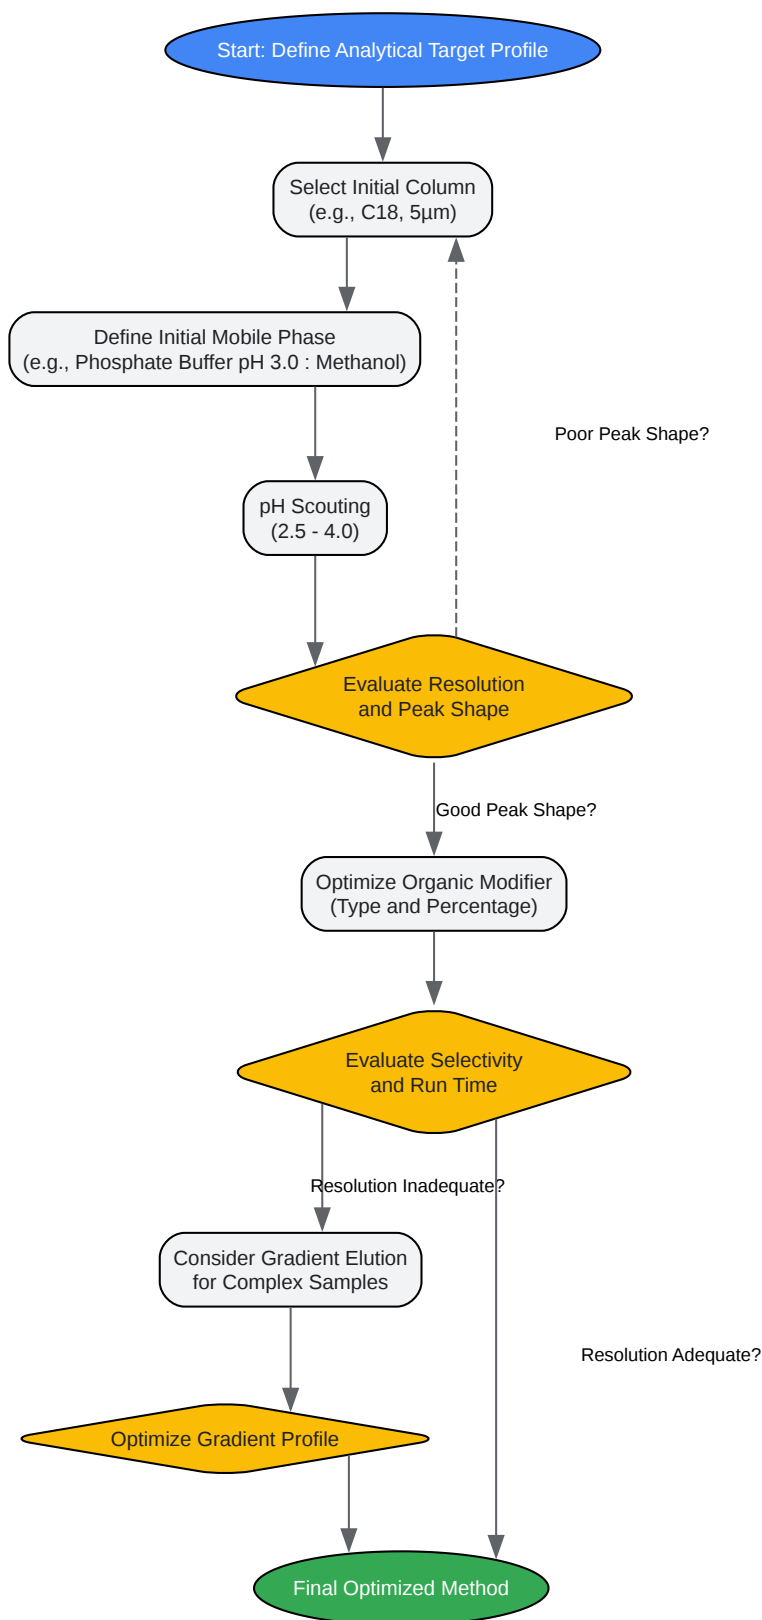 Start: Define Analytical Target Profile
Select Initial Column
(e.g., C18, 5µm)
Define Initial Mobile Phase
(e.g., Phosphate Buffer pH 3.0 : Methanol)
Poor Peak Shape?
pH Scouting
(2.5 - 4.0)
Evaluate Resolution
and Peak Shape
Good Peak Shape?
Optimize Organic Modifier
(Type and Percentage)
Evaluate Selectivity
and Run Time
Resolution Inadequate?
Consider Gradient Elution
for Complex Samples
Resolution Adequate?
Optimize Gradient Profile
Final Optimized Method